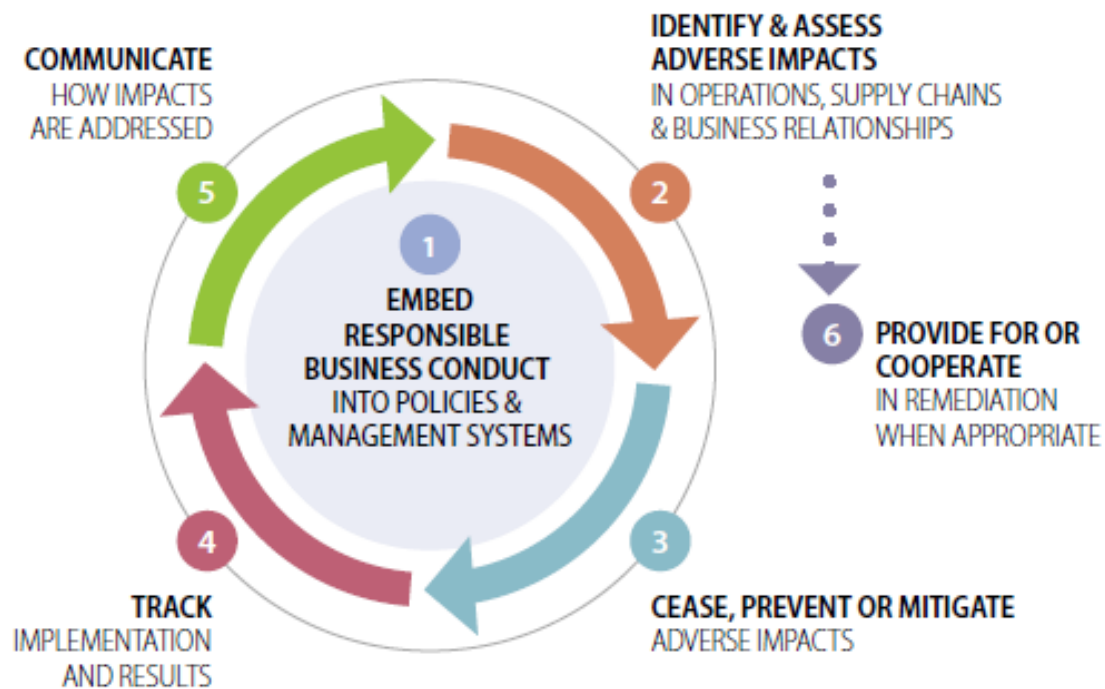 COMMUNICATE
HOW IMPACTS
ARE ADDRESSED
5
IDENTIFY & ASSESS
ADVERSE IMPACTS
IN OPERATIONS, SUPPLY CHAINS
& BUSINESS RELATIONSHIPS
2
1
EMBED
RESPONSIBLE
BUSINESS CONDUCT
INTO POLICIES &
MANAGEMENT SYSTEMS
6
PROVIDE FOR OR
COOPERATE
IN REMEDIATION
WHEN APPROPRIATE
4
TRACK
IMPLEMENTATION
AND RESULTS
3
CEASE, PREVENT OR MITIGATE
ADVERSE IMPACTS